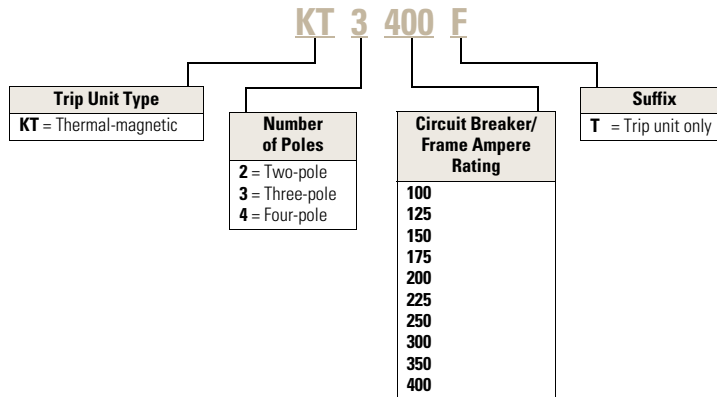 KT 3 400 F
Trip Unit Type
KT = Thermal-magnetic
Number
of Poles
2 = Two-pole
3 = Three-pole
4 = Four-pole
Circuit Breaker/
Frame Ampere
Rating
100
125
150
175
200
225
250
300
350
400
Suffix
T = Trip unit only